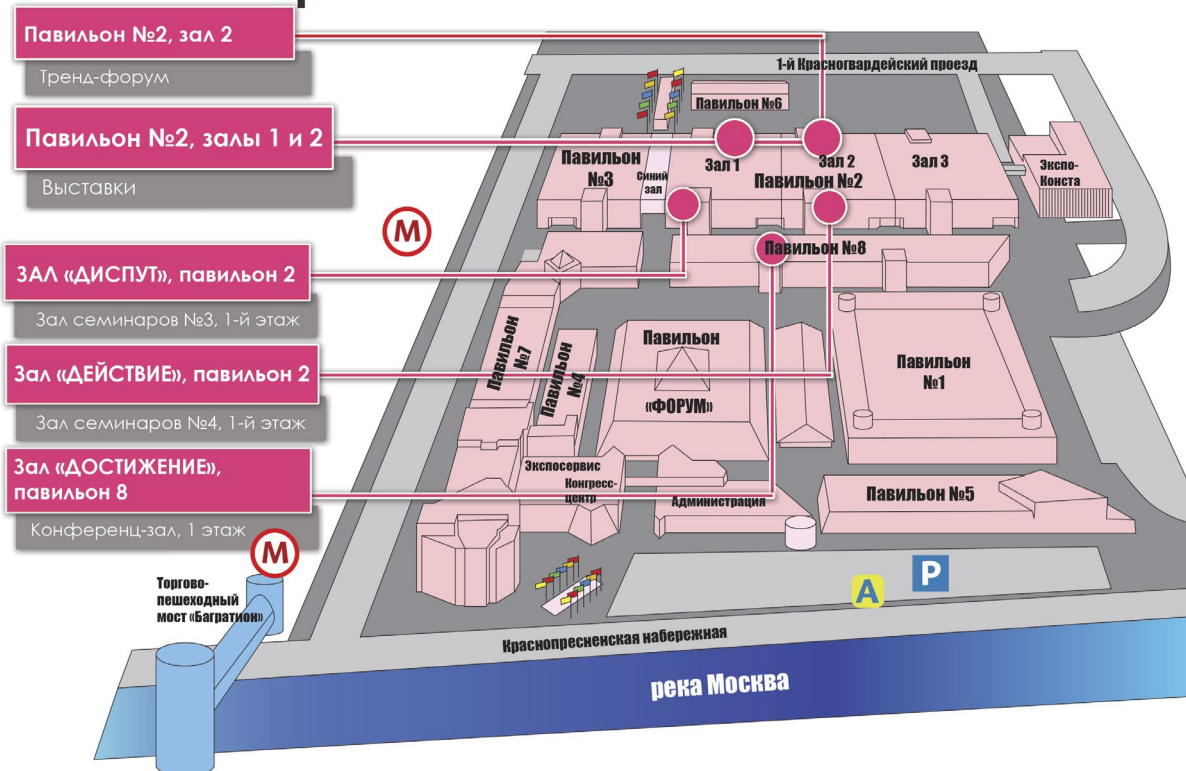 Павильон №2, зал 2
Тренд-форум
Павильон №2, залы 1 и 2
Выставки
ЗАЛ «ДИСПУТ», павильон 2
Зал семинаров №3, 1-й этаж
Зал «ДЕЙСТВИЕ», павильон 2
Зал семинаров №4, 1-й этаж
Зал «ДОСТИЖЕНИЕ»,
павильон 8
Конференц-зал, 1 этаж
1-й Красногвардейский проезд
Павильон №6
Павильон
№3
Синий
зал
Зал 1
Зал 2
Зал 3
Павильон №2
Экспо-
Конста
М
Павильон №8
Павильон
№7
Павильон
№4
Павильон
«ФОРУМ»
Павильон
№1
Экспосервис
Конгресс-
центр
Администрация
Павильон №5
М
Торгово-
пешеходный
мост «Багратион»
А
P
Краснопресненская набережная
река Москва